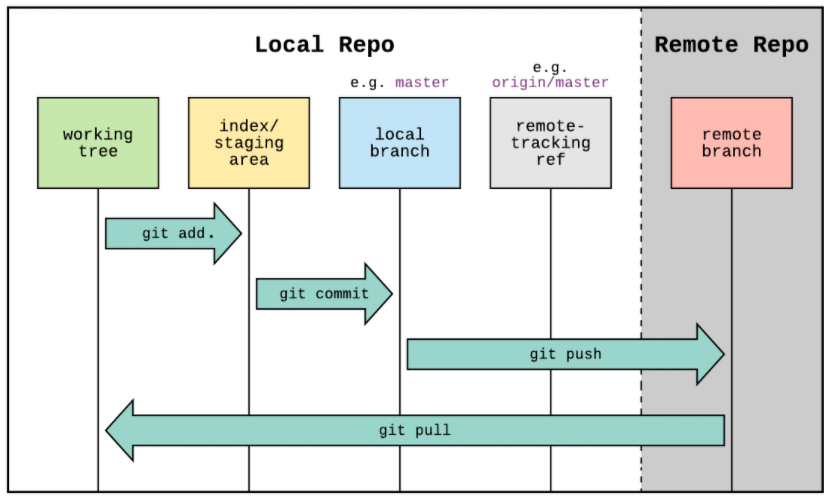 Local Repo
Remote Repo
e.g. master
e.g.
origin/master
working
tree
index/
staging
area
local
branch
remote-
tracking
ref
remote
branch
git add.
git commit
git push
git pull